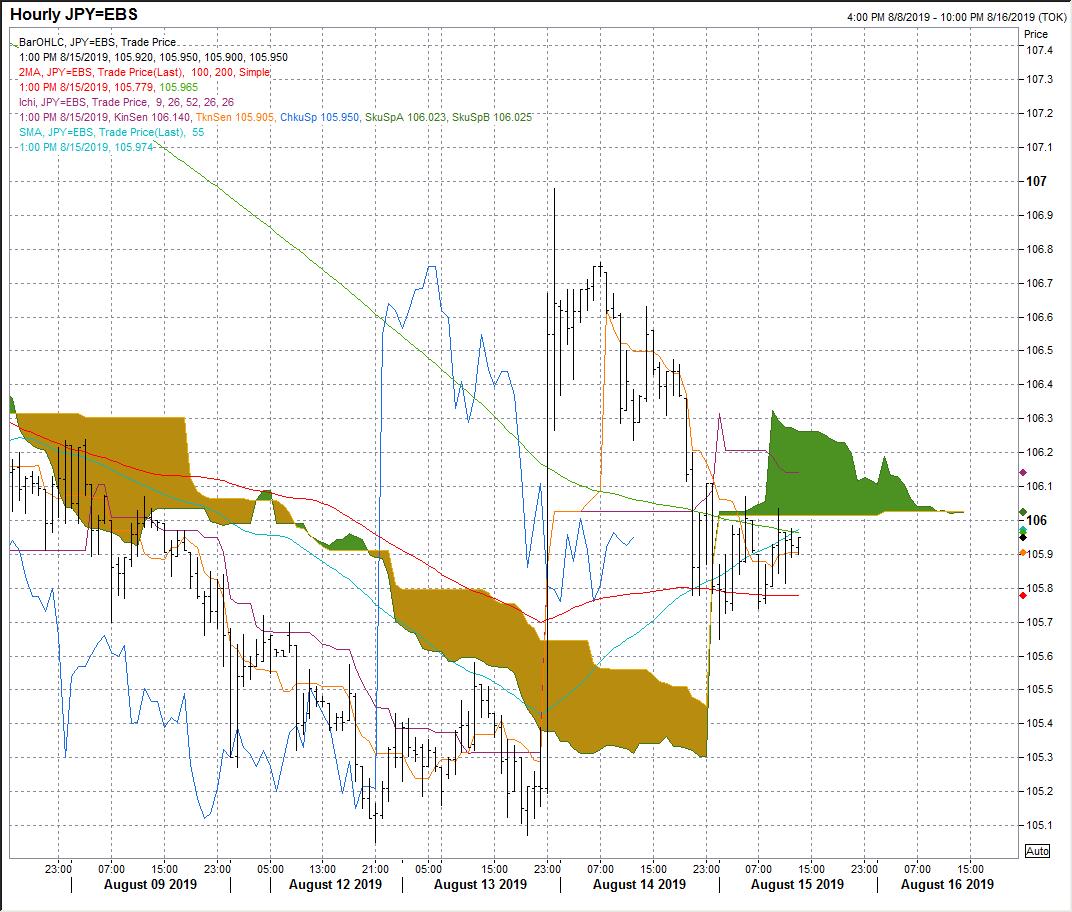 Hourly JPY=EBS
4:00 PM 8/8/2019 - 10:00 PM 8/16/2019 (TOK)
Price
BarOHLC, JPY=EBS, Trade Price
1:00 PM 8/15/2019, 105.920, 105.950, 105.900, 105.950
2MA, JPY=EBS, Trade Price(Last), 100, 200, Simple
1:00 PM 8/15/2019, 105.779, 105.965
Ichi, JPY=EBS, Trade Price, 9, 26, 52, 26, 26
1:00 PM 8/15/2019, KinSen 106.140, TknSen 105.905, ChkuSp 105.950, SkuSpA 106.023, SkuSpB 106.025
SMA, JPY=EBS, Trade Price(Last), 55
1:00 PM 8/15/2019, 105.974
107.4
107.3
107.2
107.1
107
106.9
106.8
106.7
106.6
106.5
106.4
106.3
106.2
106.1
106
105.9
105.8
105.7
105.6
105.5
105.4
105.3
105.2
105.1
Auto
23:00 07:00 15:00 23:00 05:00 13:00 21:00 05:00 15:00 23:00 07:00 15:00 23:00 07:00 15:00 23:00 07:00 15:00
August 09 2019 August 12 2019 August 13 2019 August 14 2019 August 15 2019 August 16 2019